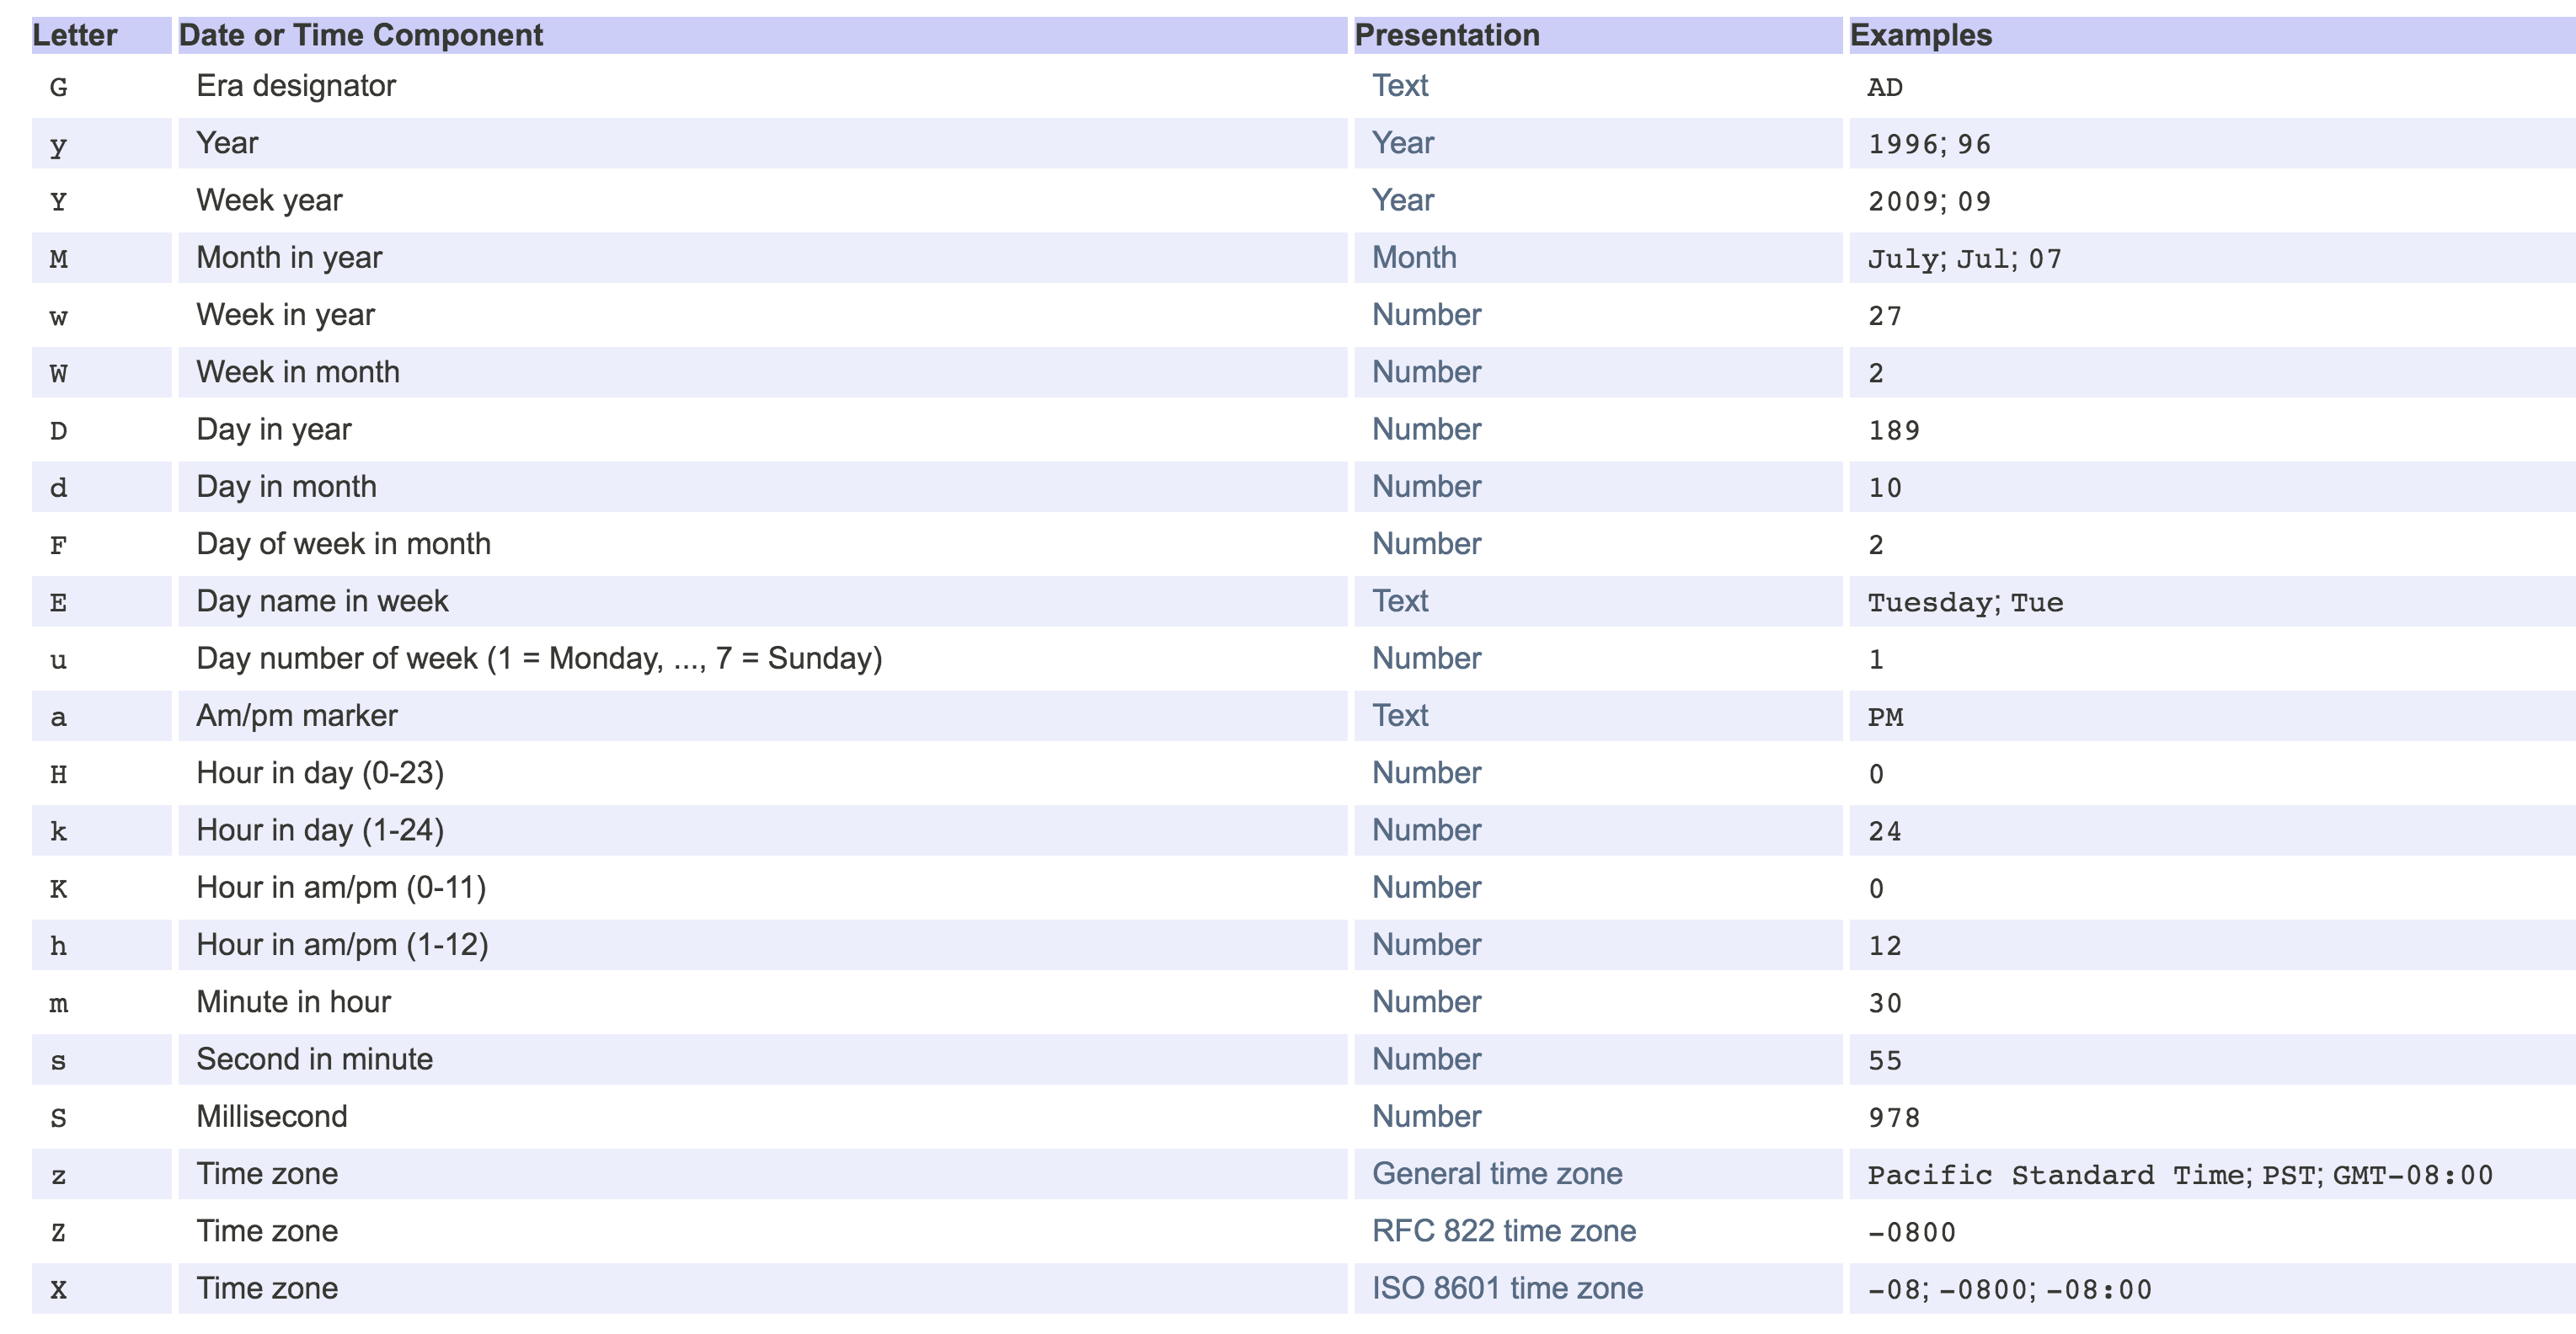 Letter Date or Time Component Presentation Examples
G Era designator Text AD
y Year Year 1996; 96
Y Week year Year 2009; 09
M Month in year Month July; Jul; 07
w Week in year Number 27
W Week in month Number 2
D Day in year Number 189
d Day in month Number 10
F Day of week in month Number 2
E Day name in week Text Tuesday; Tue
u Day number of week (1 = Monday, ..., 7 = Sunday) Number 1
a Am/pm marker Text PM
H Hour in day (0-23) Number 0
k Hour in day (1-24) Number 24
K Hour in am/pm (0-11) Number 0
h Hour in am/pm (1-12) Number 12
m Minute in hour Number 30
s Second in minute Number 55
S Millisecond Number 978
z Time zone General time zone Pacific Standard Time; PST; GMT-08:00
Z Time zone RFC 822 time zone -0800
X Time zone ISO 8601 time zone -08; -0800; -08:00